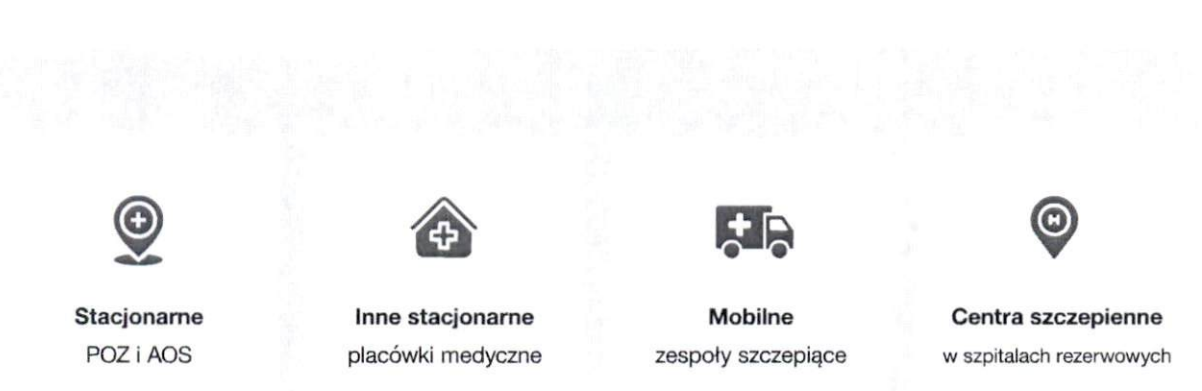 Stacjonarne
POZ i AOS
Inne stacjonarne
placówki medyczne
Mobilne
zespoły szczepiące
Centra szczepienne
w szpitalach rezerwowych